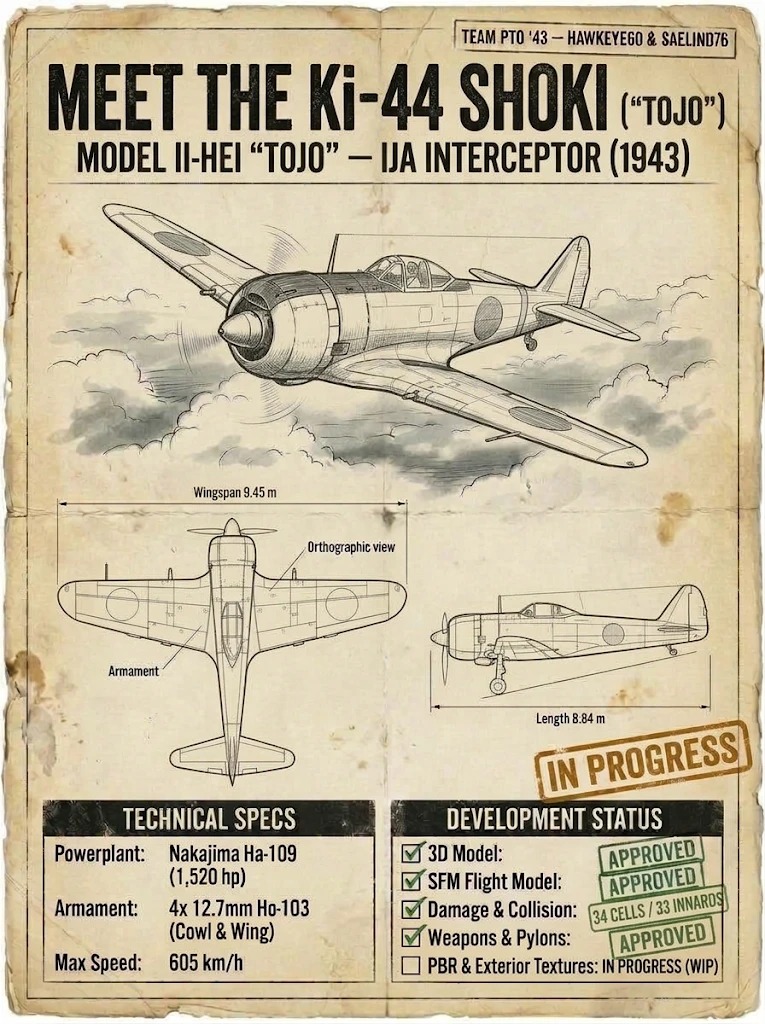 TEAM PTO '43 — HAWKEYE60 & SAELIND76
MEET THE Ki-44 SHOKI ("TOJO")
MODEL II-HEI "TOJO" — IJA INTERCEPTOR (1943)
Wingspan 9.45 m
Orthographic view
Armament
Length 8.84 m
IN PROGRESS
TECHNICAL SPECS
Powerplant: Nakajima Ha-109
(1,520 hp)
Armament: 4x 12.7mm Ho-103
(Cowl & Wing)
Max Speed: 605 km/h
DEVELOPMENT STATUS
3D Model: APPROVED
SFM Flight Model: APPROVED
Damage & Collision: 34 CELLS / 33 INNARDS
Weapons & Pylons: APPROVED
PBR & Exterior Textures: IN PROGRESS (WIP)